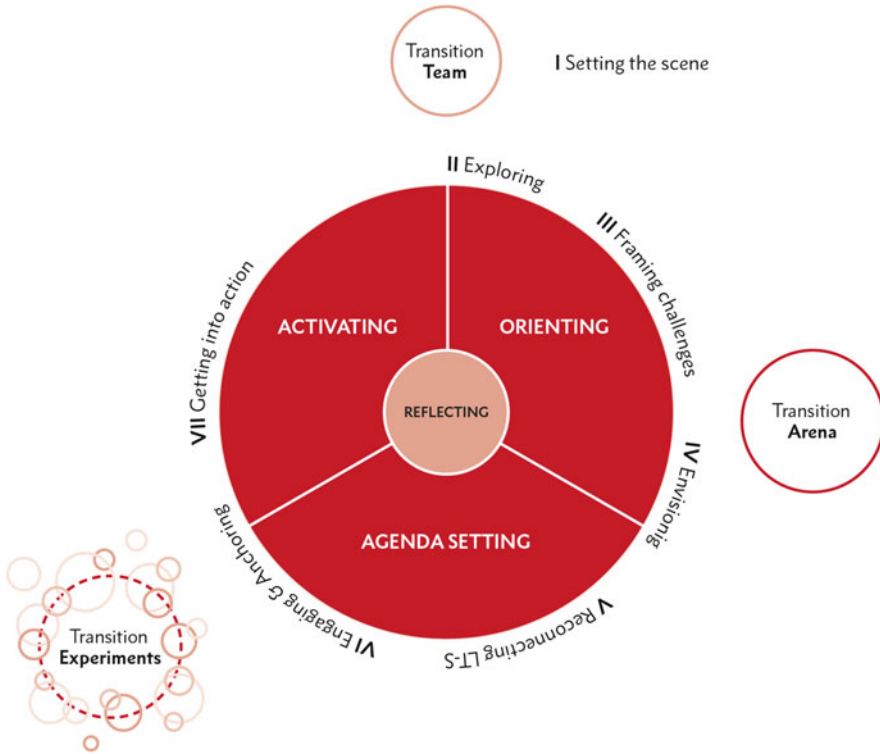 Transition
Team
I Setting the scene
II Exploring
III Framing challenges
ACTIVATING
ORIENTING
VII Getting into action
REFLECTING
Transition
Arena
IV Envisionig
AGENDA SETTING
VI Engaging & Anchoring
V Reconnecting LT-S
Transition
Experiments